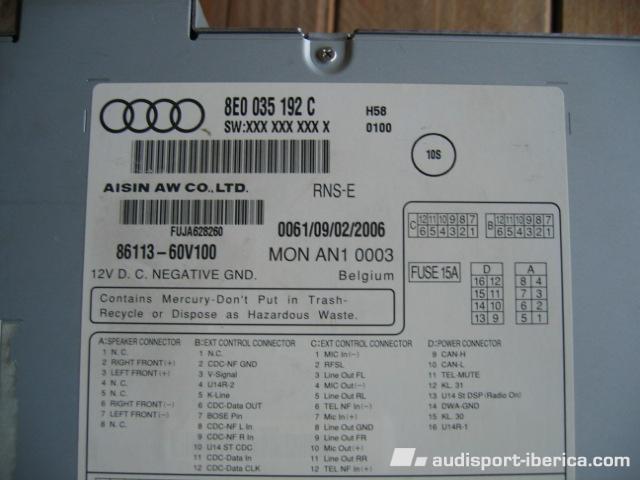 8E0 035 192 C
H58
SW:XXX XXX XXX X
0100
10S
AISIN AW CO.,LTD.
RNS-E
FUJA628260
0061/09/02/2006
86113-60V100
MON AN1 0003
12V D. C. NEGATIVE GND.
Belgium
Contains Mercury-Don't Put in Trash-
Recycle or Dispose as Hazardous Waste.
C 12 11 10 9 8 7
6 5 4 3 2 1
B 12 11 10 9 8 7
6 5 4 3 2 1
FUSE 15A
D
16 12
15 11
14 10
13 9
A
8 4
7 3
6 2
5 1
A:SPEAKER CONNECTOR
1 N.C.
2 RIGHT FRONT(+)
3 LEFT FRONT(+)
4 N.C.
5 N.C.
6 RIGHT FRONT(-)
7 LEFT FRONT(-)
8 N.C.
B:EXT CONTROL CONNECTOR
1 N.C.
2 CDC-NF GND
3 V-Signal
4 U14R-2
5 K-Line
6 CDC-Data OUT
7 BOSE Pin
8 CDC-NF L In
9 CDC-NF R In
10 U14 ST CDC
11 CDC-Data In
12 CDC-Data CLK
C:EXT CONTROL CONNECTOR
1 MIC In(-)
2 RFSL
3 Line Out FL
4 MIC Out(-)
5 Line Out RL
6 TEL NF In(-)
7 Mic In(+)
8 Line Out GND
9 Line Out FR
10 Mic Out(+)
11 Line Out RR
12 TEL NF In(+)
D:POWER CONNECTOR
9 CAN-H
10 CAN-L
11 TEL-MUTE
12 KL. 31
13 U14 St DSP (Radio On)
14 DWA-GND
15 KL. 30
16 U14R-1
audisport-iberica.com